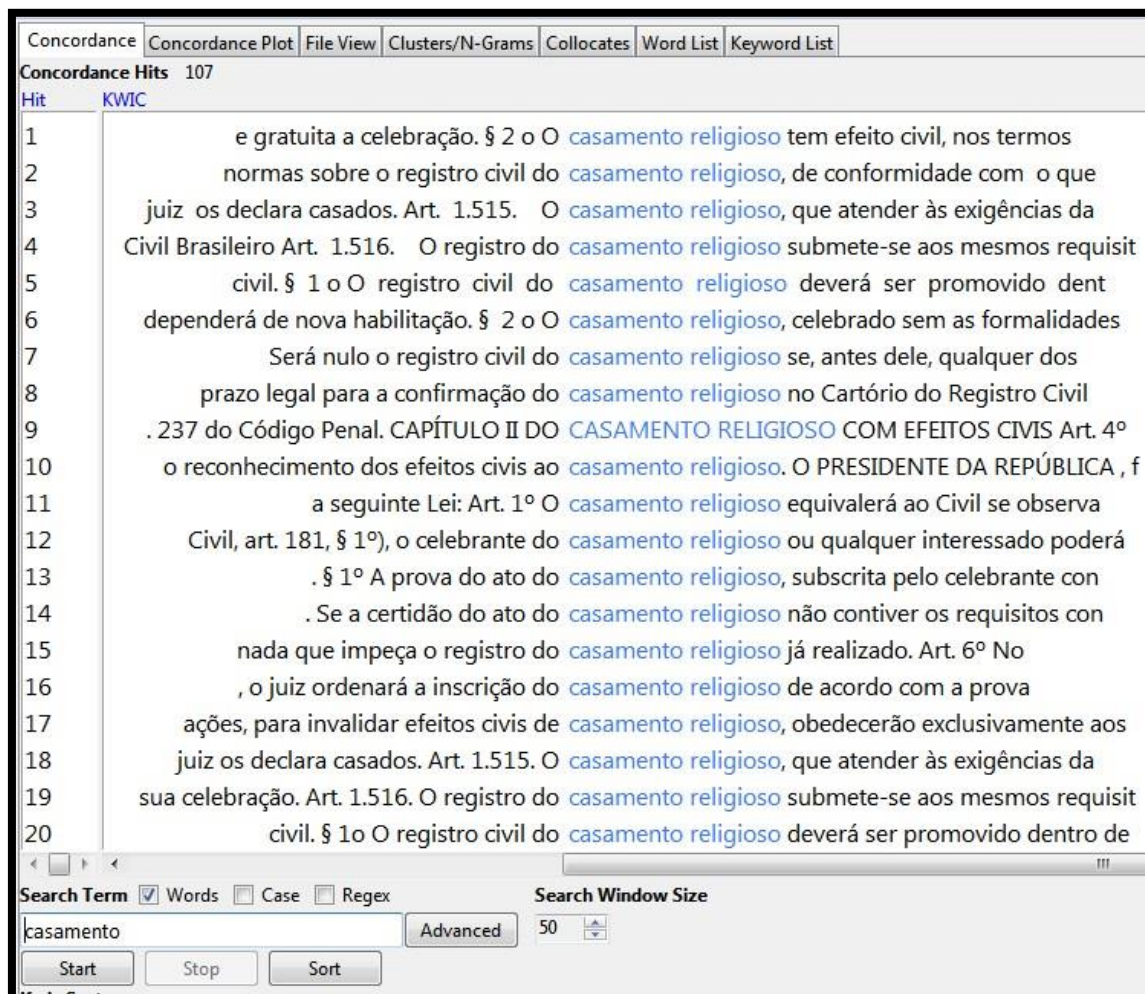 Concordance Concordance Plot File View Clusters/N-Grams Collocates Word List Keyword List
Concordance Hits 107
Hit KWIC
1 e gratuita a celebração. § 2 o O casamento religioso tem efeito civil, nos termos
2 normas sobre o registro civil do casamento religioso, de conformidade com o que
3 juiz os declara casados. Art. 1.515. O casamento religioso, que atender às exigências da
4 Civil Brasileiro Art. 1.516. O registro do casamento religioso submete-se aos mesmos requisit
5 civil. § 1 o O registro civil do casamento religioso deverá ser promovido dent
6 dependerá de nova habilitação. § 2 o O casamento religioso, celebrado sem as formalidades
7 Será nulo o registro civil do casamento religioso se, antes dele, qualquer dos
8 prazo legal para a confirmação do casamento religioso no Cartório do Registro Civil
9 . 237 do Código Penal. CAPÍTULO II DO CASAMENTO RELIGIOSO COM EFEITOS CIVIS Art. 4º
10 o reconhecimento dos efeitos civis ao casamento religioso. O PRESIDENTE DA REPÚBLICA , f
11 a seguinte Lei: Art. 1º O casamento religioso equivalerá ao Civil se observa
12 Civil, art. 181, § 1º), o celebrante do casamento religioso ou qualquer interessado poderá
13 . § 1º A prova do ato do casamento religioso, subscrita pelo celebrante con
14 . Se a certidão do ato do casamento religioso não contiver os requisitos con
15 nada que impeça o registro do casamento religioso já realizado. Art. 6º No
16 , o juiz ordenará a inscrição do casamento religioso de acordo com a prova
17 ações, para invalidar efeitos civis de casamento religioso, obedecerão exclusivamente aos
18 juiz os declara casados. Art. 1.515. O casamento religioso, que atender às exigências da
19 sua celebração. Art. 1.516. O registro do casamento religioso submete-se aos mesmos requisit
20 civil. § 1o O registro civil do casamento religioso deverá ser promovido dentro de
Search Term Words Case Regex Search Window Size
casamento Advanced 50
Start Stop Sort